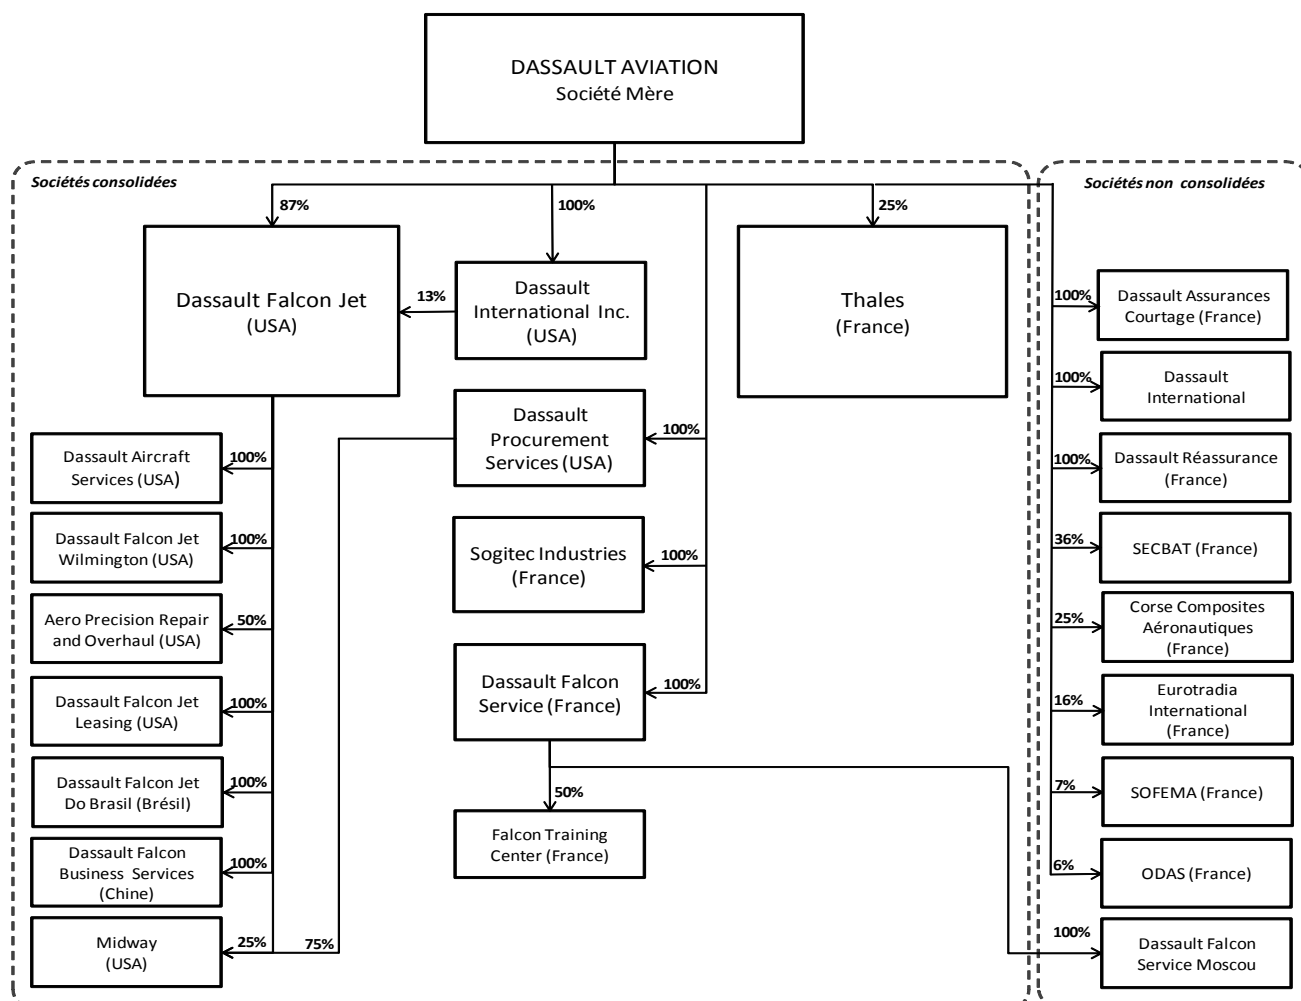 DASSAULT AVIATION
Société Mère
Sociétés consolidées
Sociétés non consolidées
87%
100%
25%
Dassault Falcon Jet
(USA)
13%
Dassault
International Inc.
(USA)
Thales
(France)
100%
Dassault Assurances
Courtage (France)
100%
Dassault
International
Dassault
Procurement
Services (USA)
100%
Dassault Aircraft
Services (USA)
100%
100%
Dassault Réassurance
(France)
Dassault Falcon Jet
Wilmington (USA)
100%
Sogitec Industries
(France)
100%
36%
SECBAT (France)
Aero Precision Repair
and Overhaul (USA)
50%
25%
Corse Composites
Aéronautiques
(France)
Dassault Falcon Jet
Leasing (USA)
100%
Dassault Falcon
Service (France)
100%
16%
Eurotradia
International
(France)
Dassault Falcon Jet
Do Brasil (Brésil)
100%
50%
7%
SOFEMA (France)
Falcon Training
Center (France)
Dassault Falcon
Business Services
(Chine)
100%
6%
ODAS (France)
Midway
(USA)
25%
75%
100%
Dassault Falcon
Service Moscou